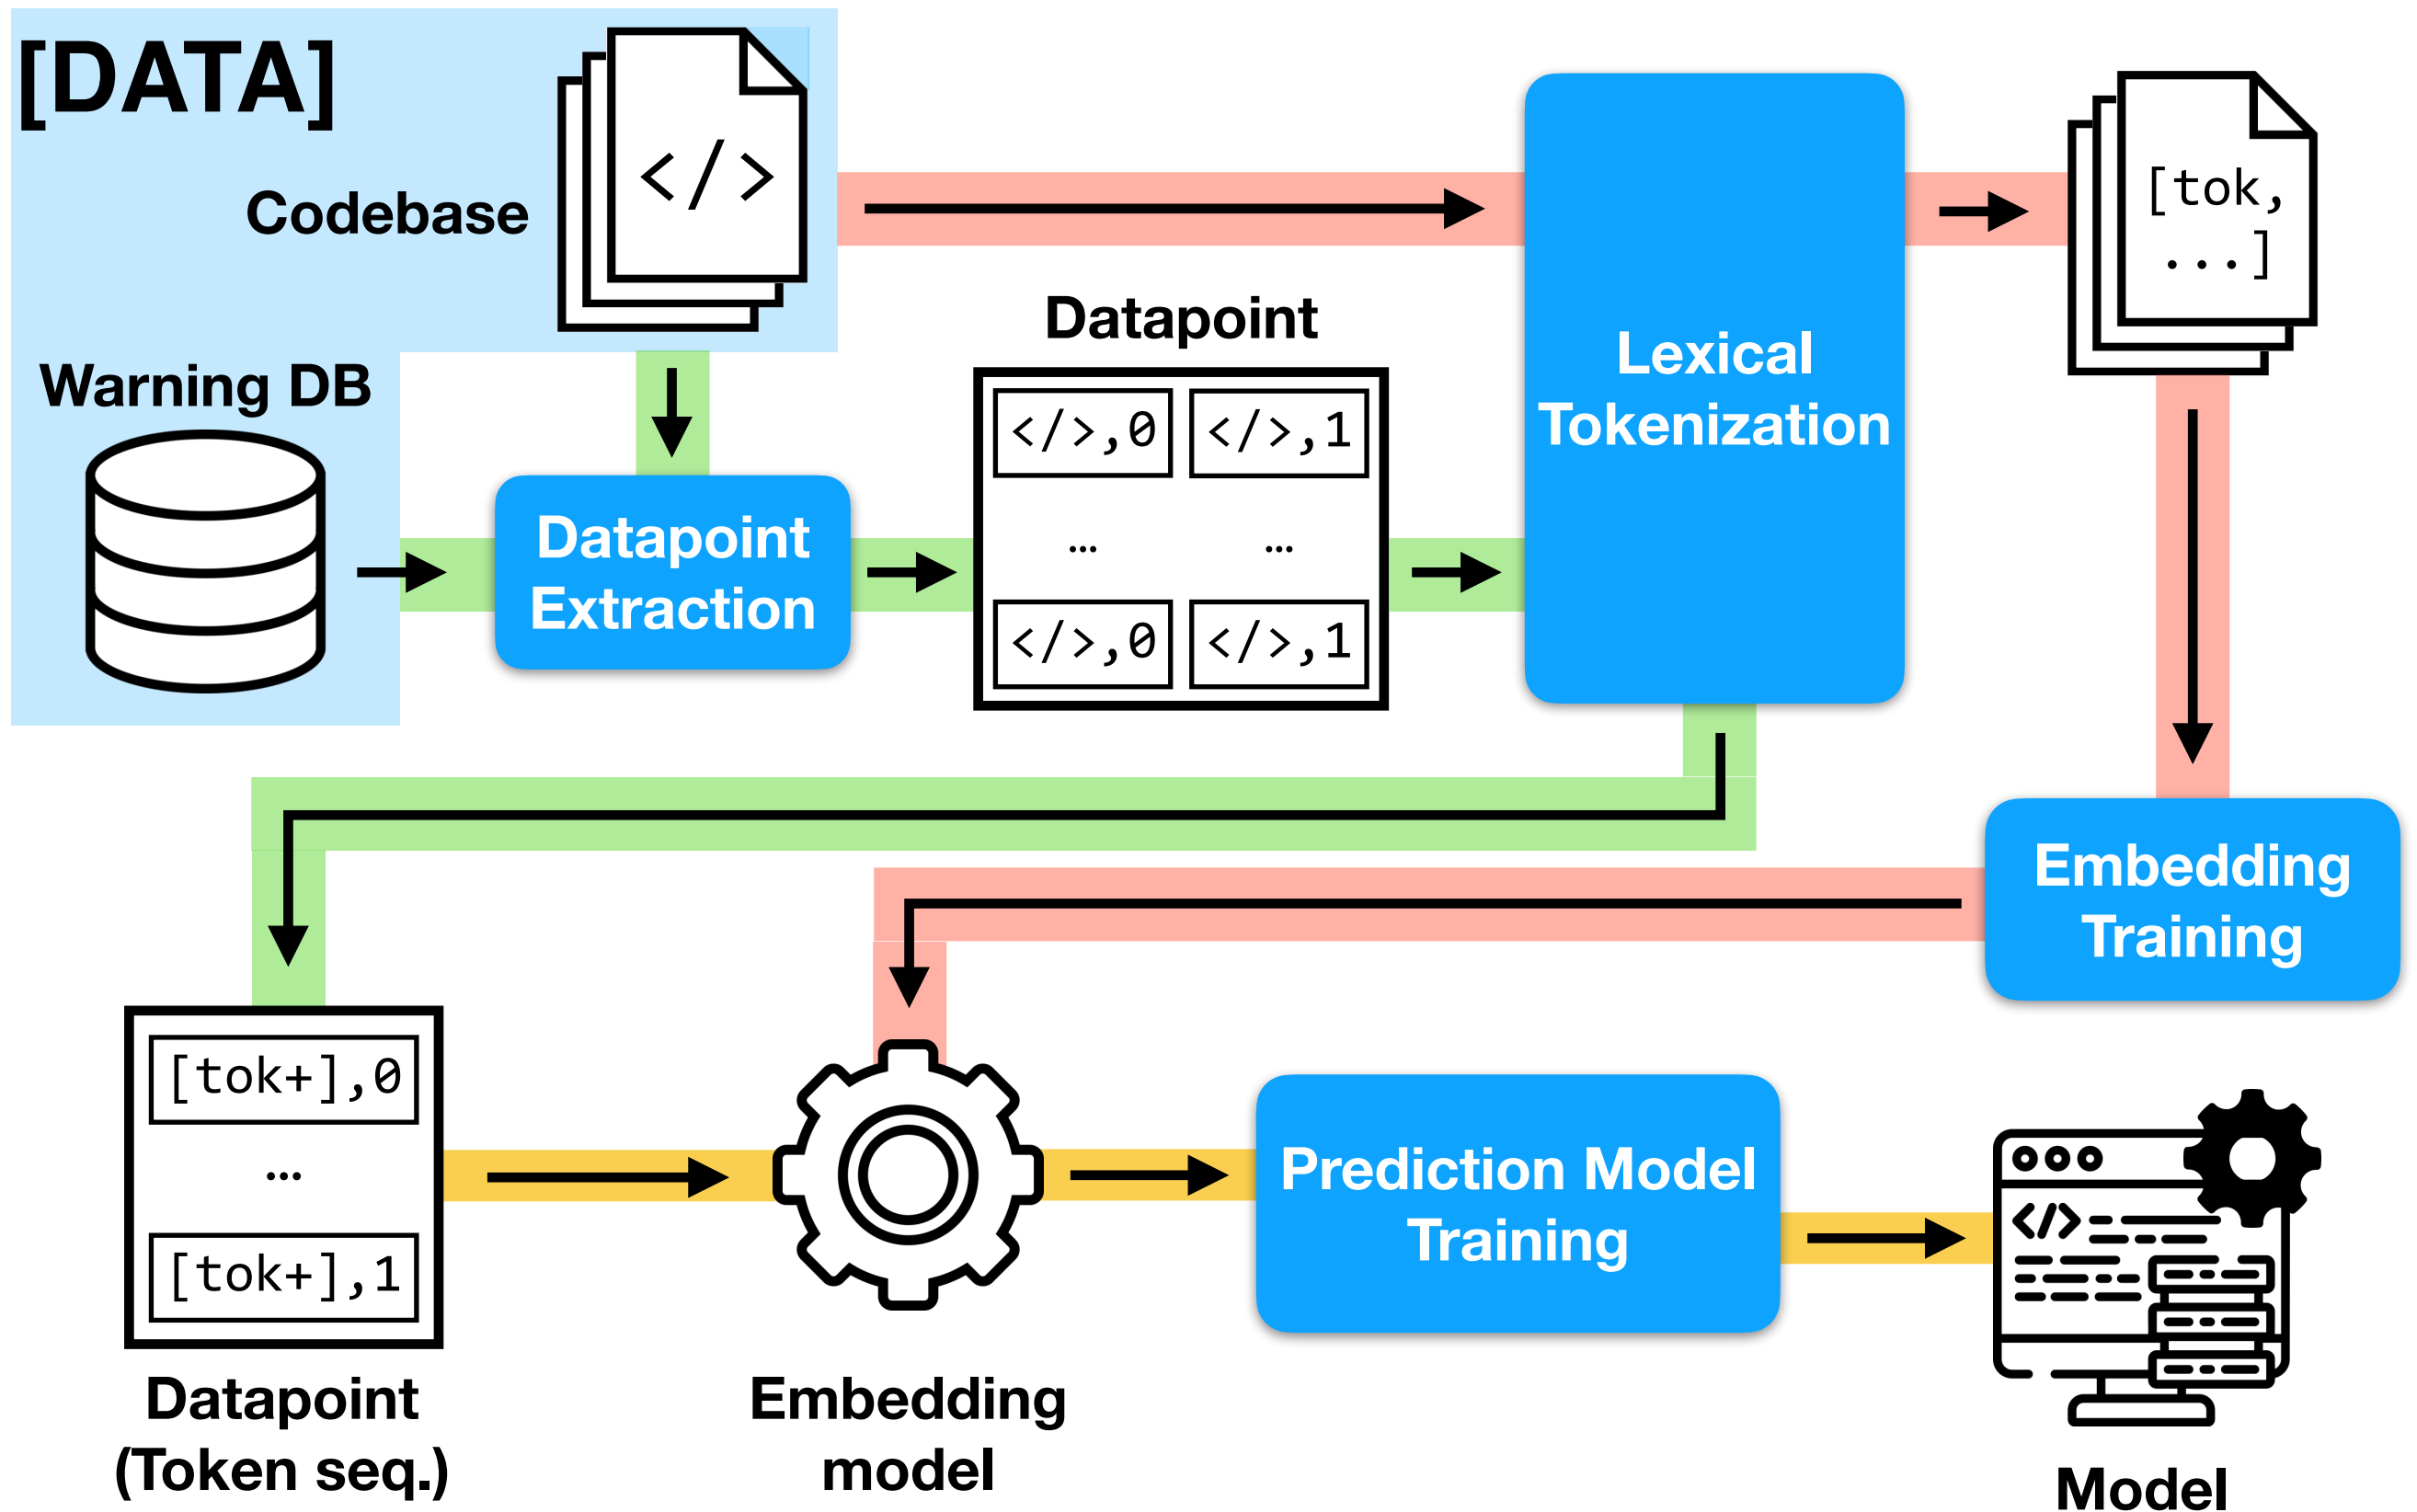 [DATA]
Codebase
</>
Warning DB
Datapoint
Extraction
Datapoint
</>,0 </>,1
... ...
</>,0 </>,1
Lexical
Tokenization
[tok,
...]
Embedding
Training
[tok+],0
...
[tok+],1
Datapoint
(Token seq.)
Embedding
model
Prediction Model
Training
</>
Model